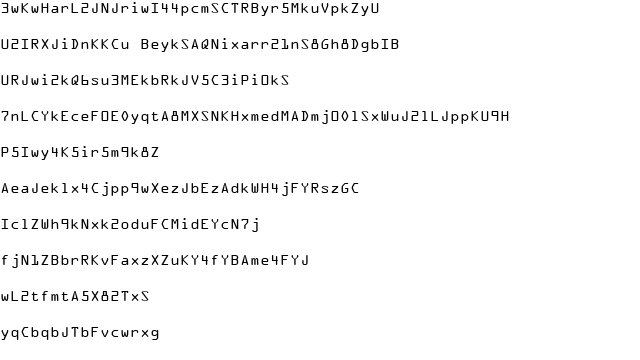 3wKwHarL2JNJriwI44pcmSCTRByr5MkuVpkZyU
U2IRXJiDnKKCu BeykSAQNixarr21nS8Gh8DgbIB
URJwi2kQ6su3MEkbRkJV5C3iPiOkS
7nLCYkEceFOE0yqtA8MXSNKHxmedMADmjO01SxWuJ21LJppKU9H
P5Iwy4K5ir5m9k8Z
AeaJek1x4Cjpp9wXezJbEzAdkWH4jFYRszGC
Ic1ZWh9kNxk2oduFCMidEYcN7j
fjN1ZBbrRKvFaxzXZuKY4fYBAme4FYJ
wL2tfmtA5X82TxS
yqCbqbJTbFvcwrxg